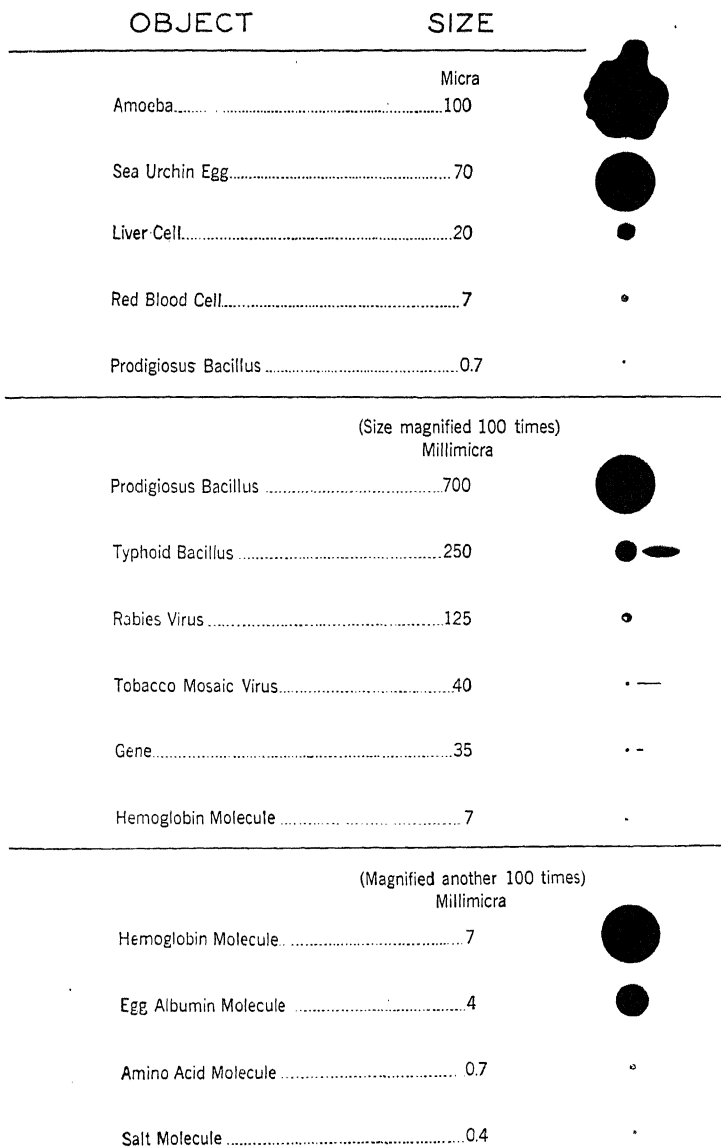 OBJECT SIZE
Micra
Amoeba 100
Sea Urchin Egg 70
Liver Cell 20
Red Blood Cell 7
Prodigiosus Bacillus 0.7
(Size magnified 100 times)
Millimicra
Prodigiosus Bacillus 700
Typhoid Bacillus 250
Rabies Virus 125
Tobacco Mosaic Virus 40
Gene 35
Hemoglobin Molecule 7
(Magnified another 100 times)
Millimicra
Hemoglobin Molecule 7
Egg Albumin Molecule 4
Amino Acid Molecule 0.7
Salt Molecule 0.4